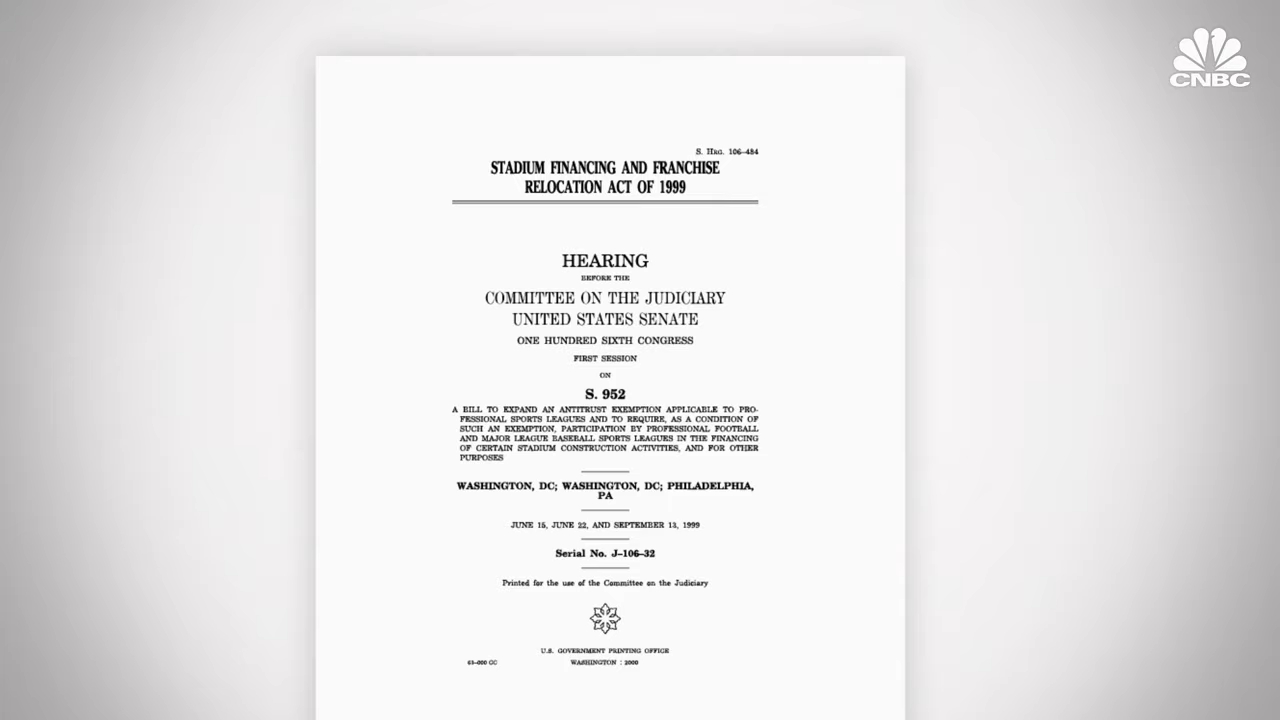 CNBC
S. HRG. 106–484
STADIUM FINANCING AND FRANCHISE
RELOCATION ACT OF 1999
HEARING
BEFORE THE
COMMITTEE ON THE JUDICIARY
UNITED STATES SENATE
ONE HUNDRED SIXTH CONGRESS
FIRST SESSION
ON
S. 952
A BILL TO EXPAND AN ANTITRUST EXEMPTION APPLICABLE TO PRO-
FESSIONAL SPORTS LEAGUES AND TO REQUIRE, AS A CONDITION OF
SUCH AN EXEMPTION, PARTICIPATION BY PROFESSIONAL FOOTBALL
AND MAJOR LEAGUE BASEBALL SPORTS LEAGUES IN THE FINANCING
OF CERTAIN STADIUM CONSTRUCTION ACTIVITIES, AND FOR OTHER
PURPOSES
WASHINGTON, DC; WASHINGTON, DC; PHILADELPHIA,
PA
JUNE 15, JUNE 22, AND SEPTEMBER 13, 1999
Serial No. J–106–32
Printed for the use of the Committee on the Judiciary
U.S. GOVERNMENT PRINTING OFFICE
WASHINGTON : 2000